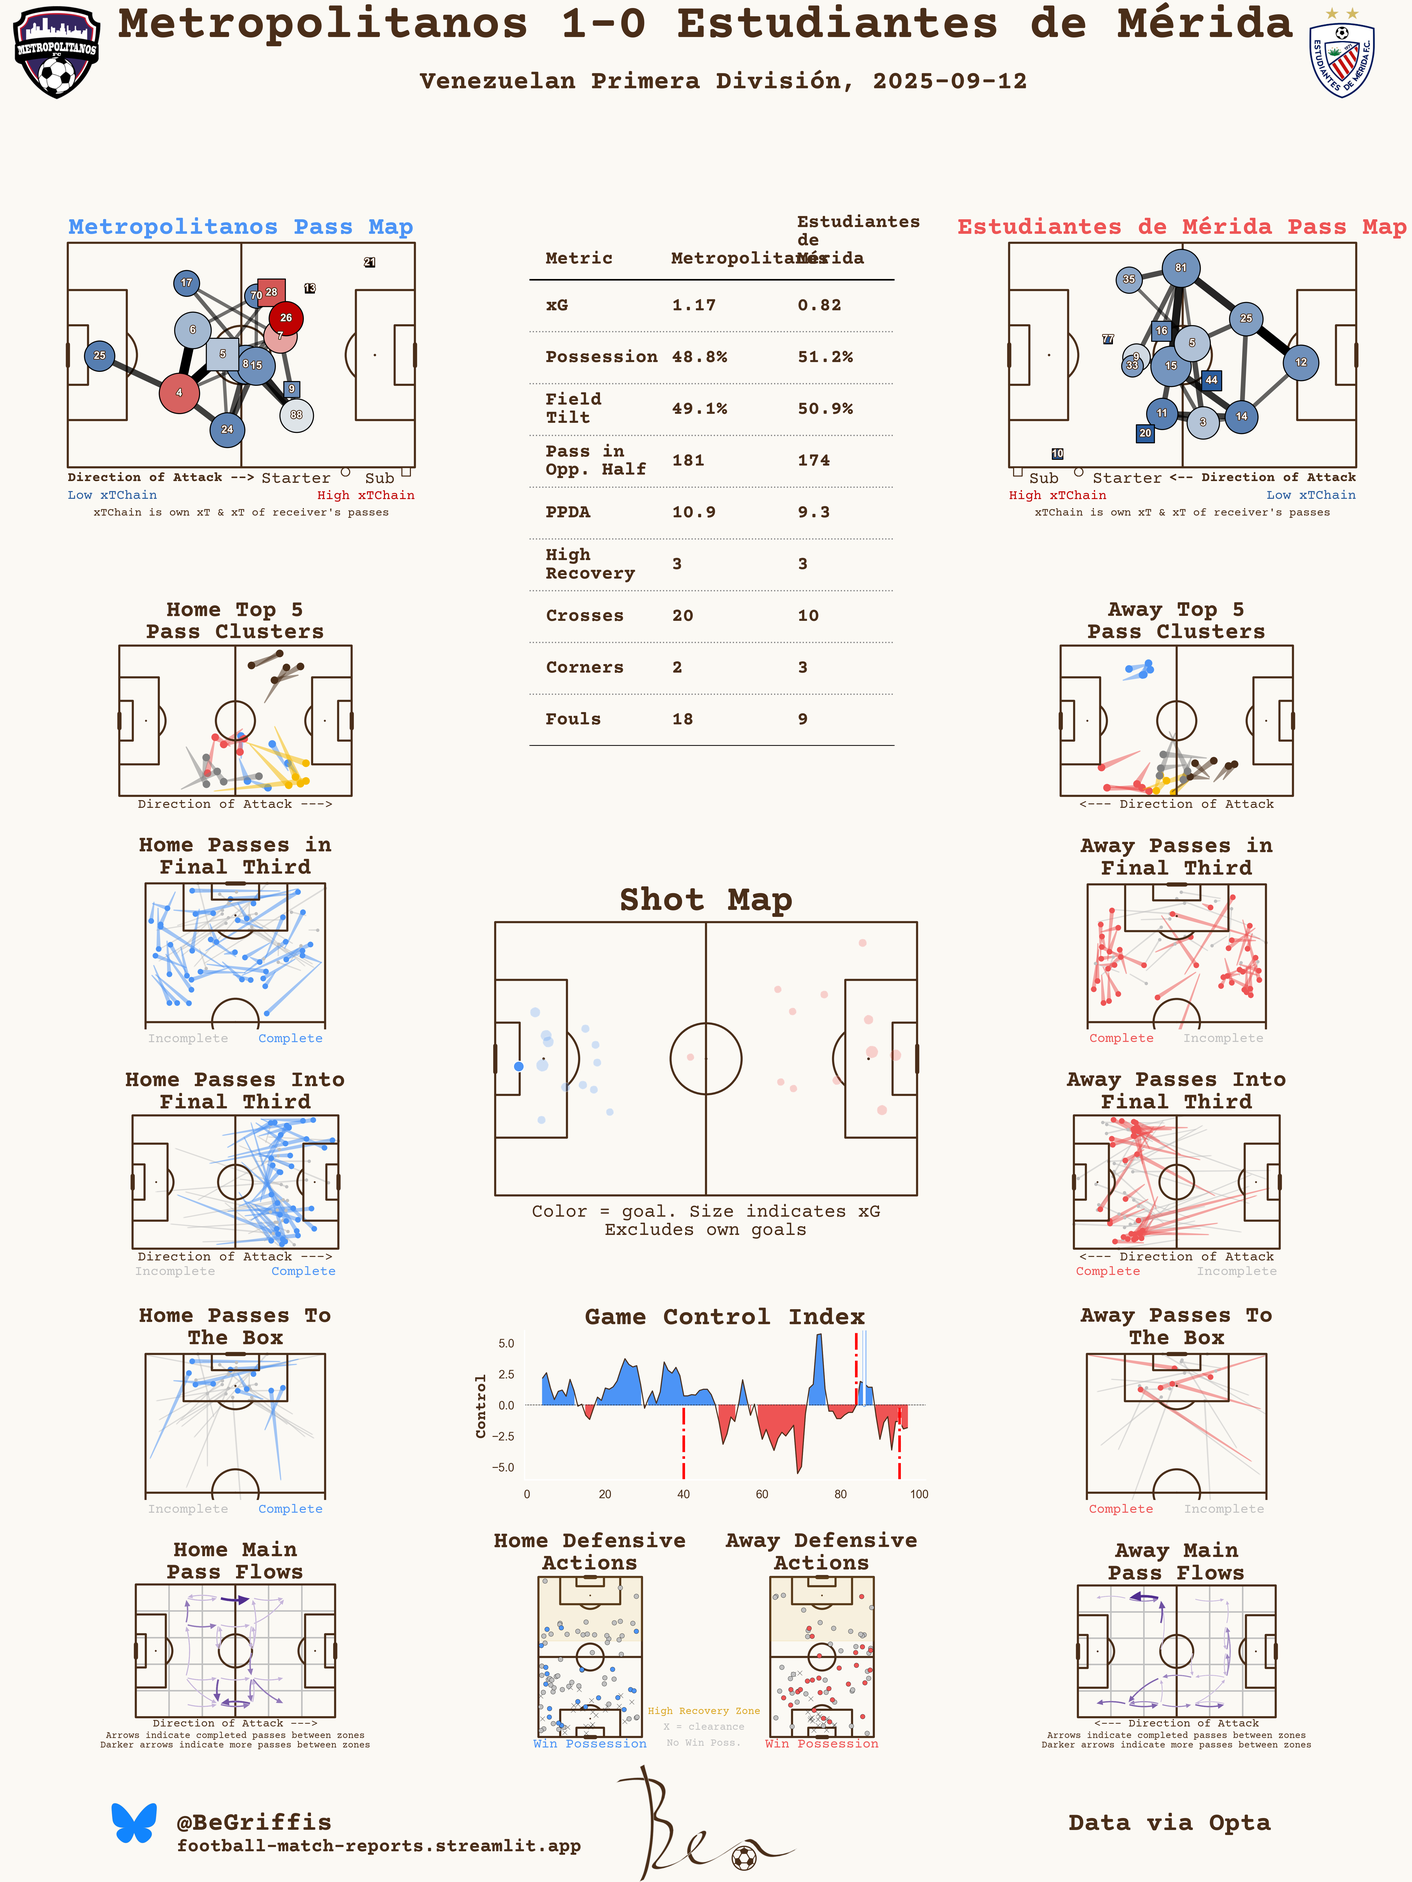 Metropolitanos 1-0 Estudiantes de Mérida
Venezuelan Primera División, 2025-09-12
METROPOLITANOS
FC
ESTUDIANTES DE MÉRIDA F.C.
Metropolitanos Pass Map
17
70
28
13
21
26
7
6
5
8
15
25
4
9
88
24
Direction of Attack --> Starter Sub
Low xTChain High xTChain
xTChain is own xT & xT of receiver's passes
Metric Metropolitanos Estudiantes de Mérida
xG 1.17 0.82
Possession 48.8% 51.2%
Field Tilt 49.1% 50.9%
Pass in Opp. Half 181 174
PPDA 10.9 9.3
High Recovery 3 3
Crosses 20 10
Corners 2 3
Fouls 18 9
Estudiantes de Mérida Pass Map
35
81
25
16
77
5
9
33
15
12
44
11
3
14
20
10
Sub Starter <-- Direction of Attack
High xTChain Low xTChain
xTChain is own xT & xT of receiver's passes
Home Top 5
Pass Clusters
Direction of Attack --->
Away Top 5
Pass Clusters
<--- Direction of Attack
Home Passes in
Final Third
Incomplete Complete
Away Passes in
Final Third
Complete Incomplete
Shot Map
Color = goal. Size indicates xG
Excludes own goals
Home Passes Into
Final Third
Direction of Attack --->
Incomplete Complete
Away Passes Into
Final Third
<--- Direction of Attack
Complete Incomplete
Home Passes To
The Box
Incomplete Complete
Game Control Index
Control
5.0
2.5
0.0
−2.5
−5.0
0 20 40 60 80 100
Away Passes To
The Box
Complete Incomplete
Home Main
Pass Flows
Direction of Attack --->
Arrows indicate completed passes between zones
Darker arrows indicate more passes between zones
Home Defensive
Actions
Win Possession
Away Defensive
Actions
Win Possession
High Recovery Zone
X = clearance
No Win Poss.
Away Main
Pass Flows
<--- Direction of Attack
Arrows indicate completed passes between zones
Darker arrows indicate more passes between zones
@BeGriffis
football-match-reports.streamlit.app
Ben
Data via Opta